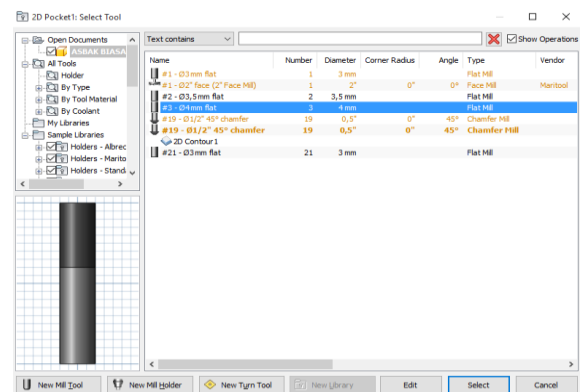 2D Pocket1: Select Tool
Open Documents
ASBAK BIASA
All Tools
Holder
By Type
By Tool Material
By Coolant
My Libraries
Sample Libraries
Holders - Albrec
Holders - Marito
Holders - Stand
Text contains
Show Operations
Name Number Diameter Corner Radius Angle Type Vendor
#1 - Ø3mm flat 1 3 mm Flat Mill
#1 - Ø2" face (2" Face Mill) 1 2" 0" 0° Face Mill Maritool
#2 - Ø3,5mm flat 2 3,5 mm Flat Mill
#3 - Ø4mm flat 3 4 mm Flat Mill
#19 - Ø1/2" 45° chamfer 19 0,5" 0" 45° Chamfer Mill
#19 - Ø1/2" 45° chamfer 19 0,5" 0" 45° Chamfer Mill
2D Contour1
#21 - Ø3mm flat 21 3 mm Flat Mill
New Mill Tool
New Mill Holder
New Turn Tool
New Library
Edit
Select
Cancel